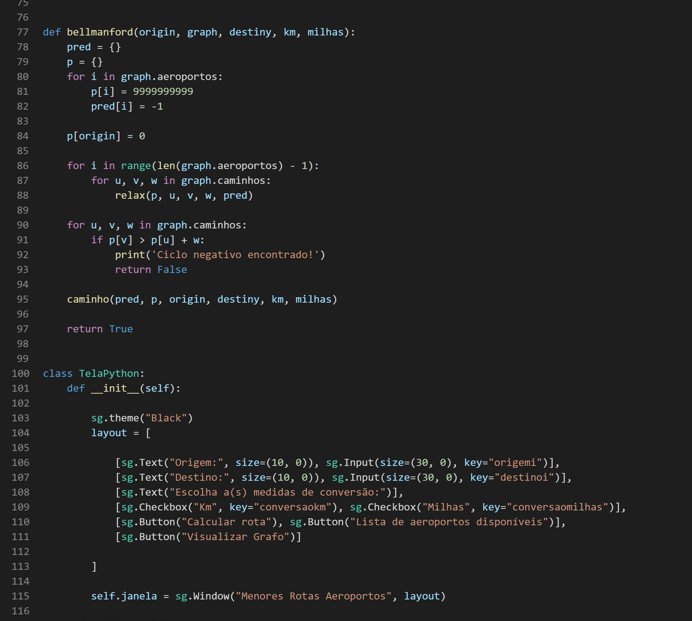 75
76
77 def bellmanford(origin, graph, destiny, km, milhas):
78     pred = {}
79     p = {}
80     for i in graph.aeroportos:
81         p[i] = 9999999999
82         pred[i] = -1
83
84     p[origin] = 0
85
86     for i in range(len(graph.aeroportos) - 1):
87         for u, v, w in graph.caminhos:
88             relax(p, u, v, w, pred)
89
90     for u, v, w in graph.caminhos:
91         if p[v] > p[u] + w:
92             print('Ciclo negativo encontrado!')
93             return False
94
95     caminho(pred, p, origin, destiny, km, milhas)
96
97     return True
98
99
100 class TelaPython:
101     def __init__(self):
102
103         sg.theme("Black")
104         layout = [
105
106             [sg.Text("Origem:", size=(10, 0)), sg.Input(size=(30, 0), key="origemi")],
107             [sg.Text("Destino:", size=(10, 0)), sg.Input(size=(30, 0), key="destinoi")],
108             [sg.Text("Escolha a(s) medidas de conversão:")],
109             [sg.Checkbox("Km", key="conversaokm"), sg.Checkbox("Milhas", key="conversaomilhas")],
110             [sg.Button("Calcular rota"), sg.Button("Lista de aeroportos disponíveis")],
111             [sg.Button("Visualizar Grafo")]
112
113         ]
114
115         self.janela = sg.Window("Menores Rotas Aeroportos", layout)
116